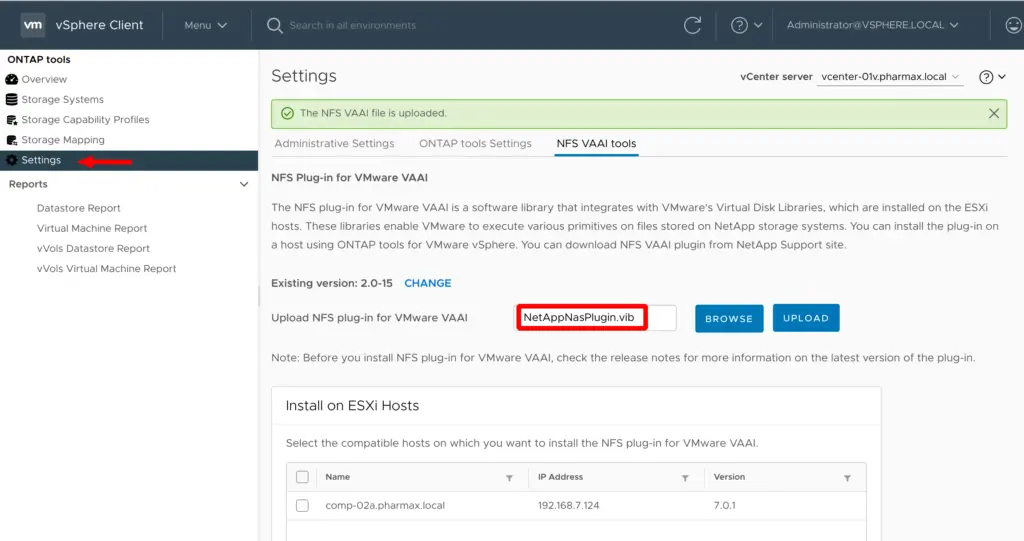 vm vSphere Client Menu Search in all environments Administrator@VSPHERE.LOCAL
ONTAP tools
Overview
Storage Systems
Storage Capability Profiles
Storage Mapping
Settings
Reports
Datastore Report
Virtual Machine Report
vVols Datastore Report
vVols Virtual Machine Report
Settings vCenter server vcenter-01v.pharmax.local
The NFS VAAI file is uploaded.
Administrative Settings ONTAP tools Settings NFS VAAI tools
NFS Plug-in for VMware VAAI
The NFS plug-in for VMware VAAI is a software library that integrates with VMware's Virtual Disk Libraries, which are installed on the ESXi
hosts. These libraries enable VMware to execute various primitives on files stored on NetApp storage systems. You can install the plug-in on
a host using ONTAP tools for VMware vSphere. You can download NFS VAAI plugin from NetApp Support site.
Existing version: 2.0-15 CHANGE
Upload NFS plug-in for VMware VAAI NetAppNasPlugin.vib BROWSE UPLOAD
Note: Before you install NFS plug-in for VMware VAAI, check the release notes for more information on the latest version of the plug-in.
Install on ESXi Hosts
Select the compatible hosts on which you want to install the NFS plug-in for VMware VAAI.
Name IP Address Version
comp-02a.pharmax.local 192.168.7.124 7.0.1